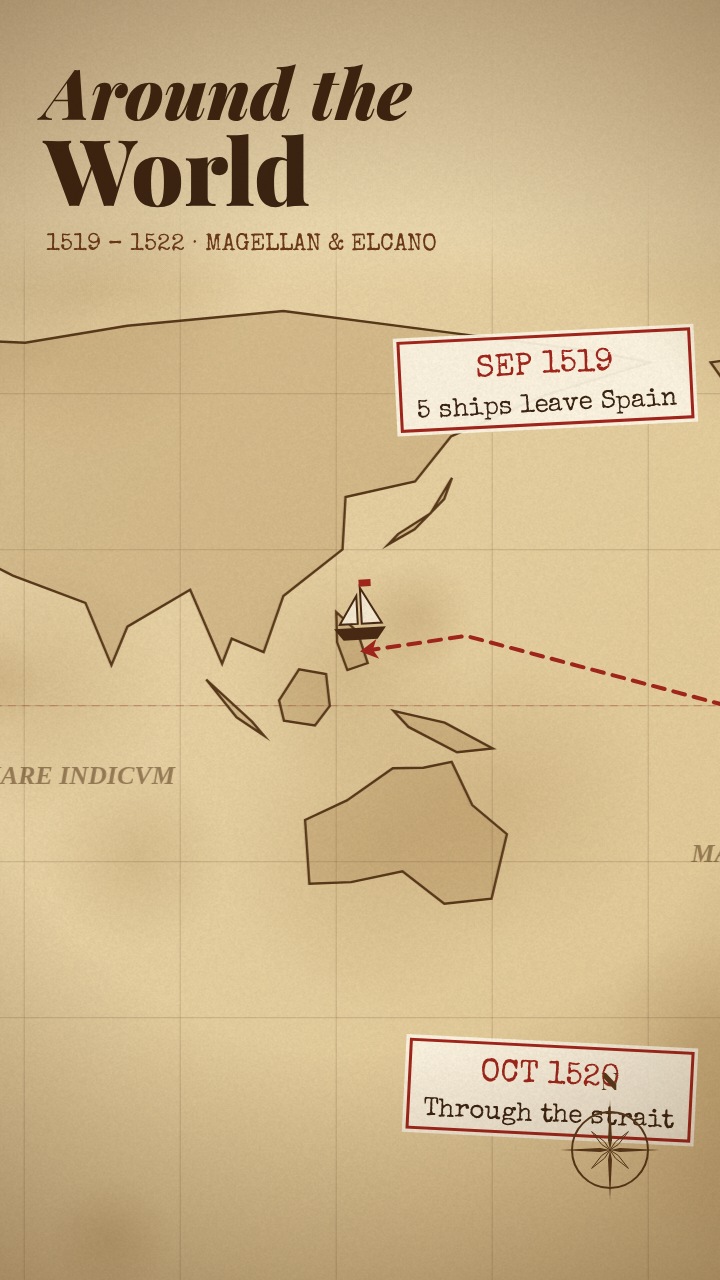 Around the
World
1519 – 1522 · MAGELLAN & ELCANO
SEP 1519
5 ships leave Spain
ARE INDICVM
MA
OCT 1520
N
Through the strait